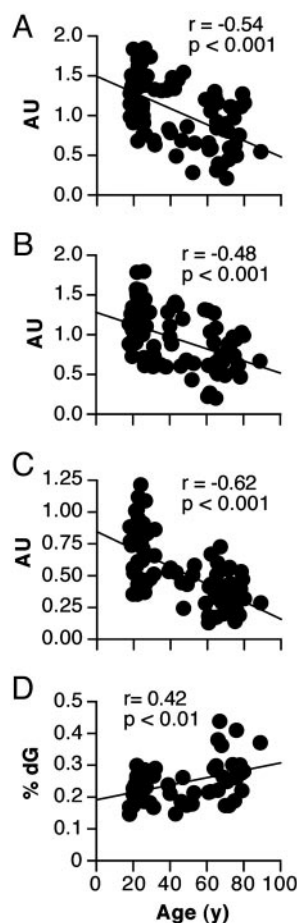 A
r = -0.54
p < 0.001
2.0
1.5
1.0
0.5
0.0
AU
B
r = -0.48
p < 0.001
2.0
1.5
1.0
0.5
0.0
AU
C
r = -0.62
p < 0.001
1.25
1.00
0.75
0.50
0.25
0.00
AU
D
r= 0.42
p < 0.01
0.5
0.4
0.3
0.2
0.1
0
% dG
0 20 40 60 80 100
Age (y)